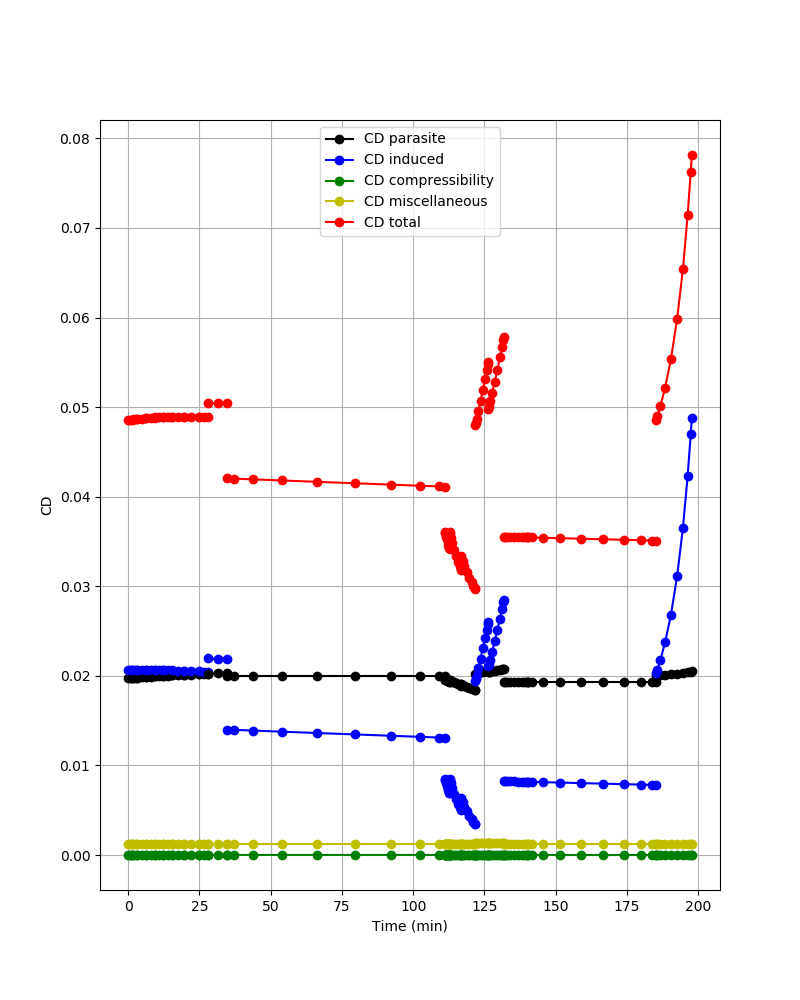 CD parasite
CD induced
CD compressibility
CD miscellaneous
CD total
0.08
0.07
0.06
0.05
0.04
0.03
0.02
0.01
0.00
CD
0 25 50 75 100 125 150 175 200
Time (min)